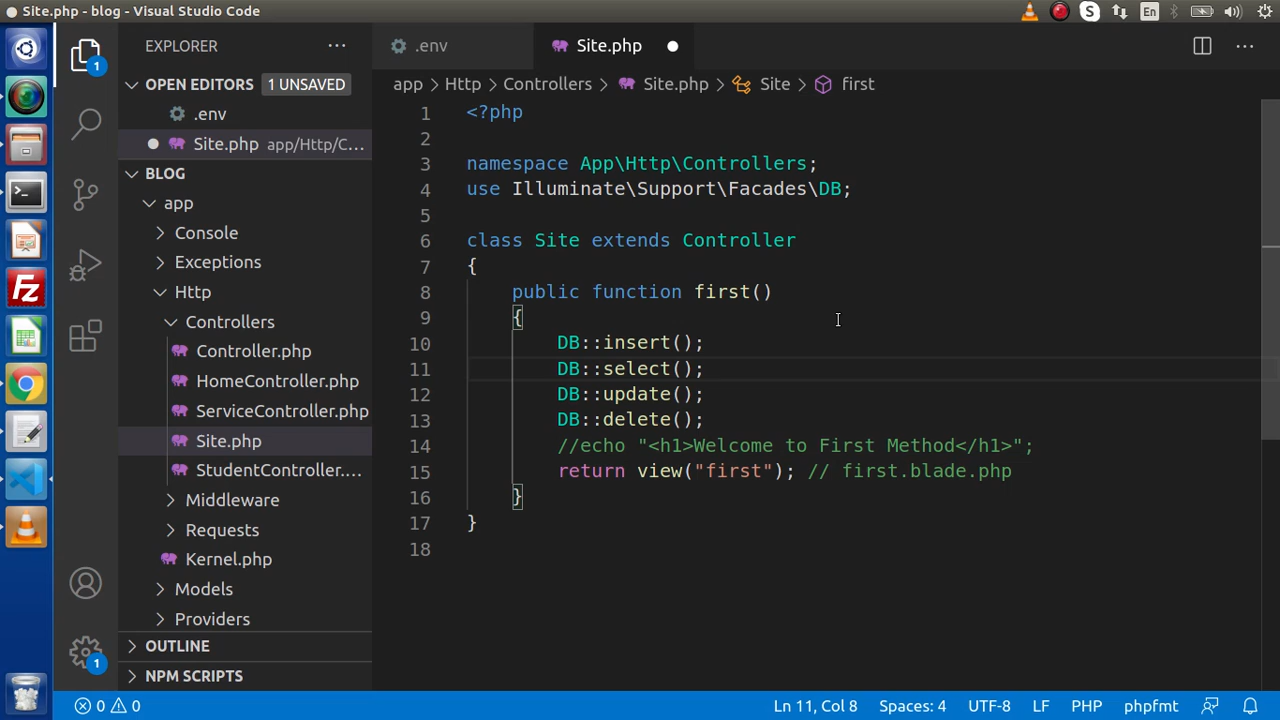 Site.php - blog - Visual Studio Code
S
En
EXPLORER
OPEN EDITORS 1 UNSAVED
.env
Site.php app/Http/C...
BLOG
app
Console
Exceptions
Http
Controllers
Controller.php
HomeController.php
ServiceController.php
Site.php
StudentController....
Middleware
Requests
Kernel.php
Models
Providers
OUTLINE
NPM SCRIPTS
1
1
Fz
.env
Site.php
app > Http > Controllers > Site.php > Site > first
1 <?php
2
3 namespace App\Http\Controllers;
4 use Illuminate\Support\Facades\DB;
5
6 class Site extends Controller
7 {
8 public function first()
9 {
10 DB::insert();
11 DB::select();
12 DB::update();
13 DB::delete();
14 //echo "<h1>Welcome to First Method</h1>";
15 return view("first"); // first.blade.php
16 }
17 }
18
0 0 Ln 11, Col 8 Spaces: 4 UTF-8 LF PHP phpfmt